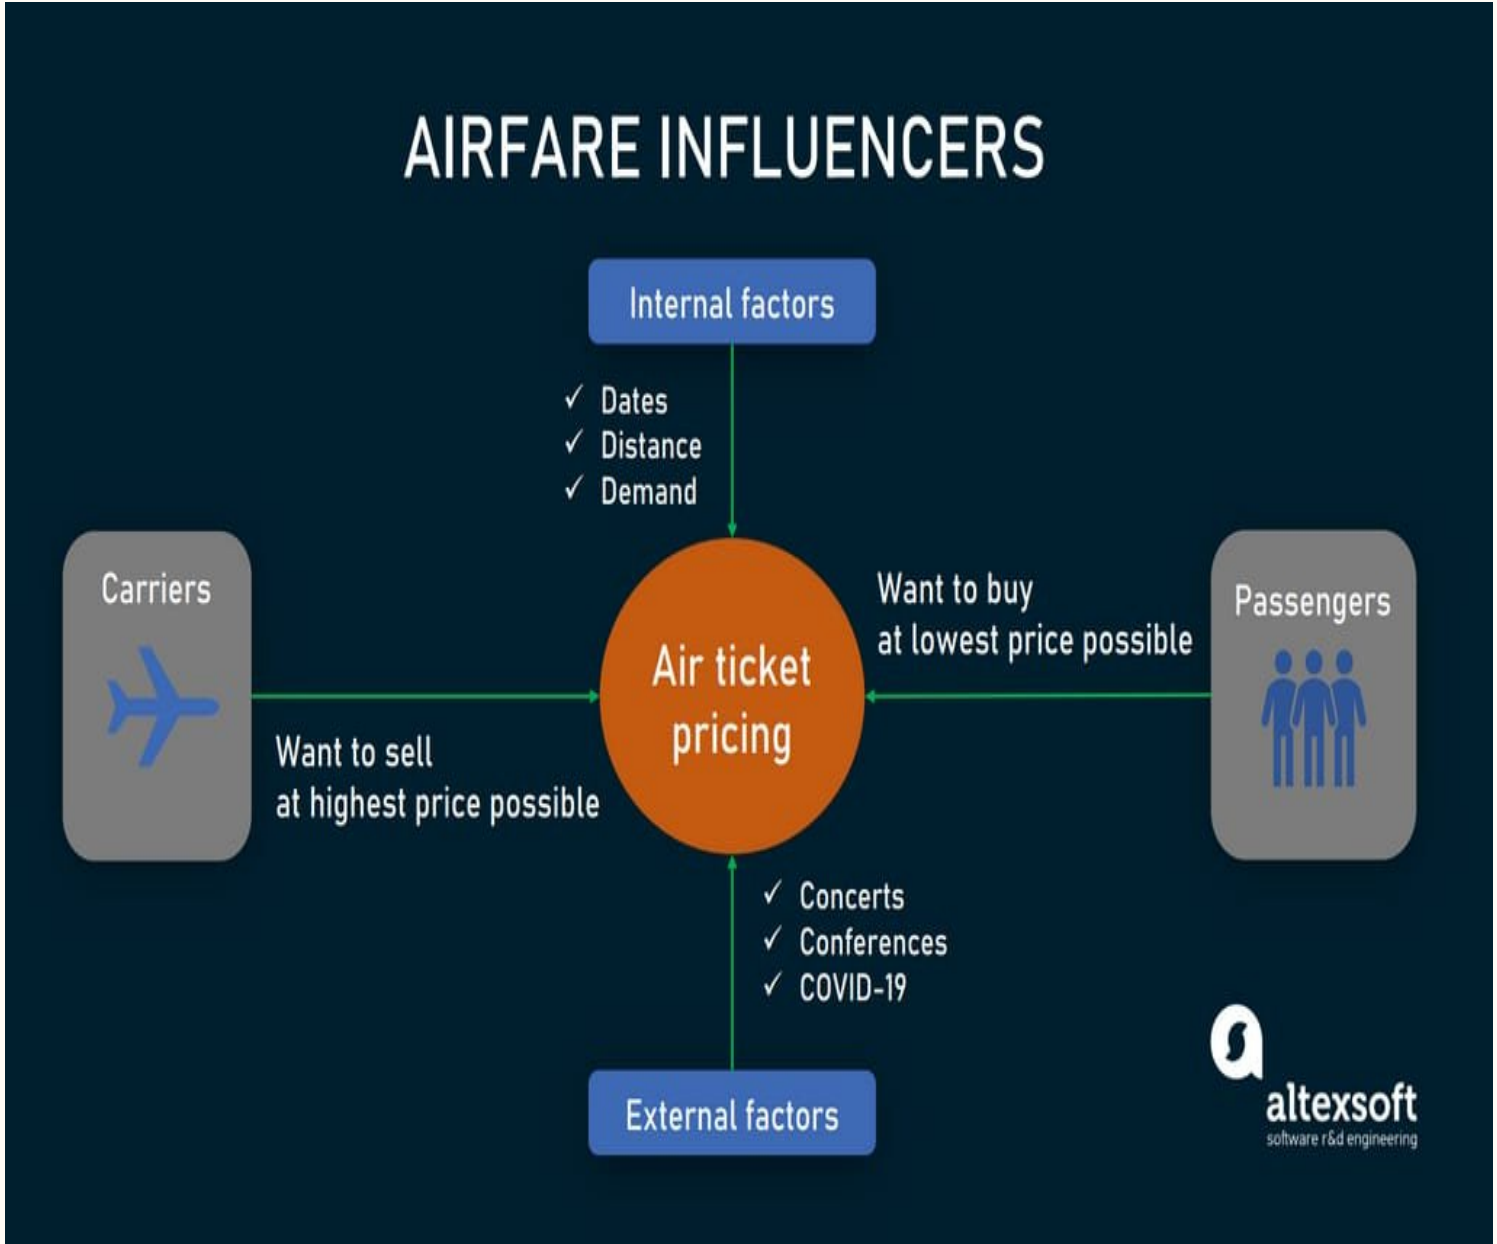 AIRFARE INFLUENCERS
Internal factors
✓ Dates
✓ Distance
✓ Demand
Carriers
Want to sell
at highest price possible
Air ticket
pricing
Want to buy
at lowest price possible
Passengers
✓ Concerts
✓ Conferences
✓ COVID-19
External factors
altexsoft
software r&d engineering